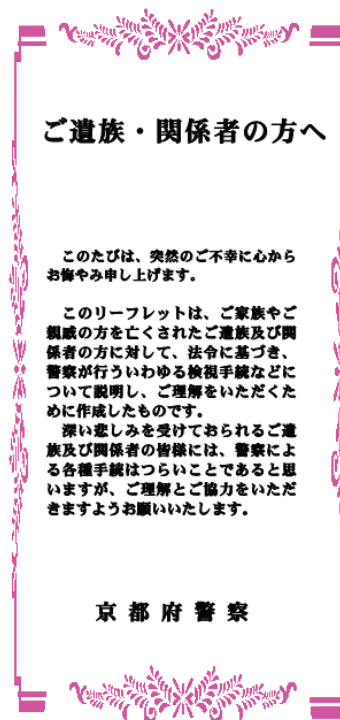 ご遺族・関係者の方へ
このたびは、突然のご不幸に心から
お悔やみ申し上げます。
このリーフレットは、ご家族やご
親戚の方を亡くされたご遺族及び関
係者の方に対して、法令に基づき、
警察が行ういわゆる検視手続などに
ついて説明し、ご理解をいただくた
めに作成したものです。
深い悲しみを受けておられるご遺
族及び関係者の皆様には、警察によ
る各種手続はつらいことであると思
いますが、ご理解とご協力をいただ
きますようお願いいたします。
京都府警察